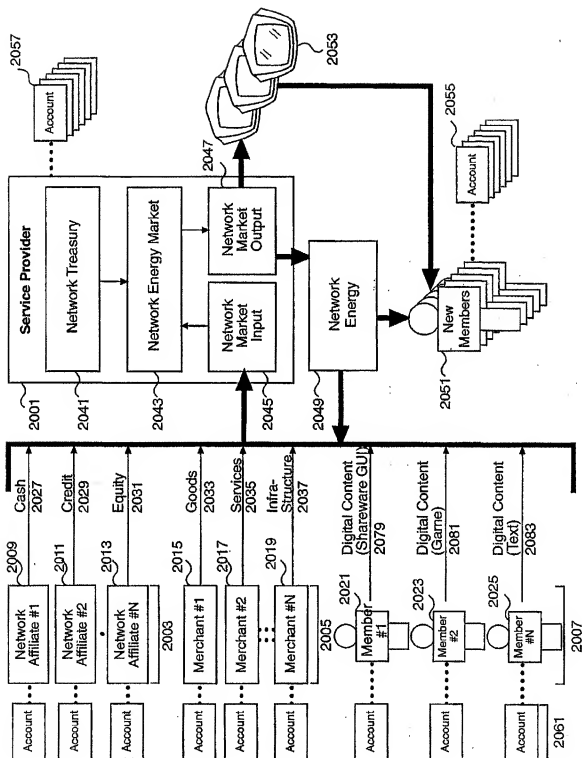 Account
2057
Service Provider
2001
Network Treasury
2041
Network Energy Market
2043
Network
Market
Input
2045
Network
Market
Output
2047
2053
Network
Energy
2049
New
Members
2051
Account
2055
Cash
2027
Credit
2029
Equity
2031
Goods
2033
Services
2035
Infra-
Structure
2037
Digital Content
(Shareware GUI)
2079
Digital Content
(Game)
2081
Digital Content
(Text)
2083
2009
Network
Affiliate #1
2011
Network
Affiliate #2
2013
Network
Affiliate #N
2003
2015
Merchant #1
2017
Merchant #2
2019
Merchant #N
2005
2021
Member
#1
2023
Member
#2
2025
Member
#N
2007
Account
Account
Account
Account
Account
Account
Account
Account
Account
2061